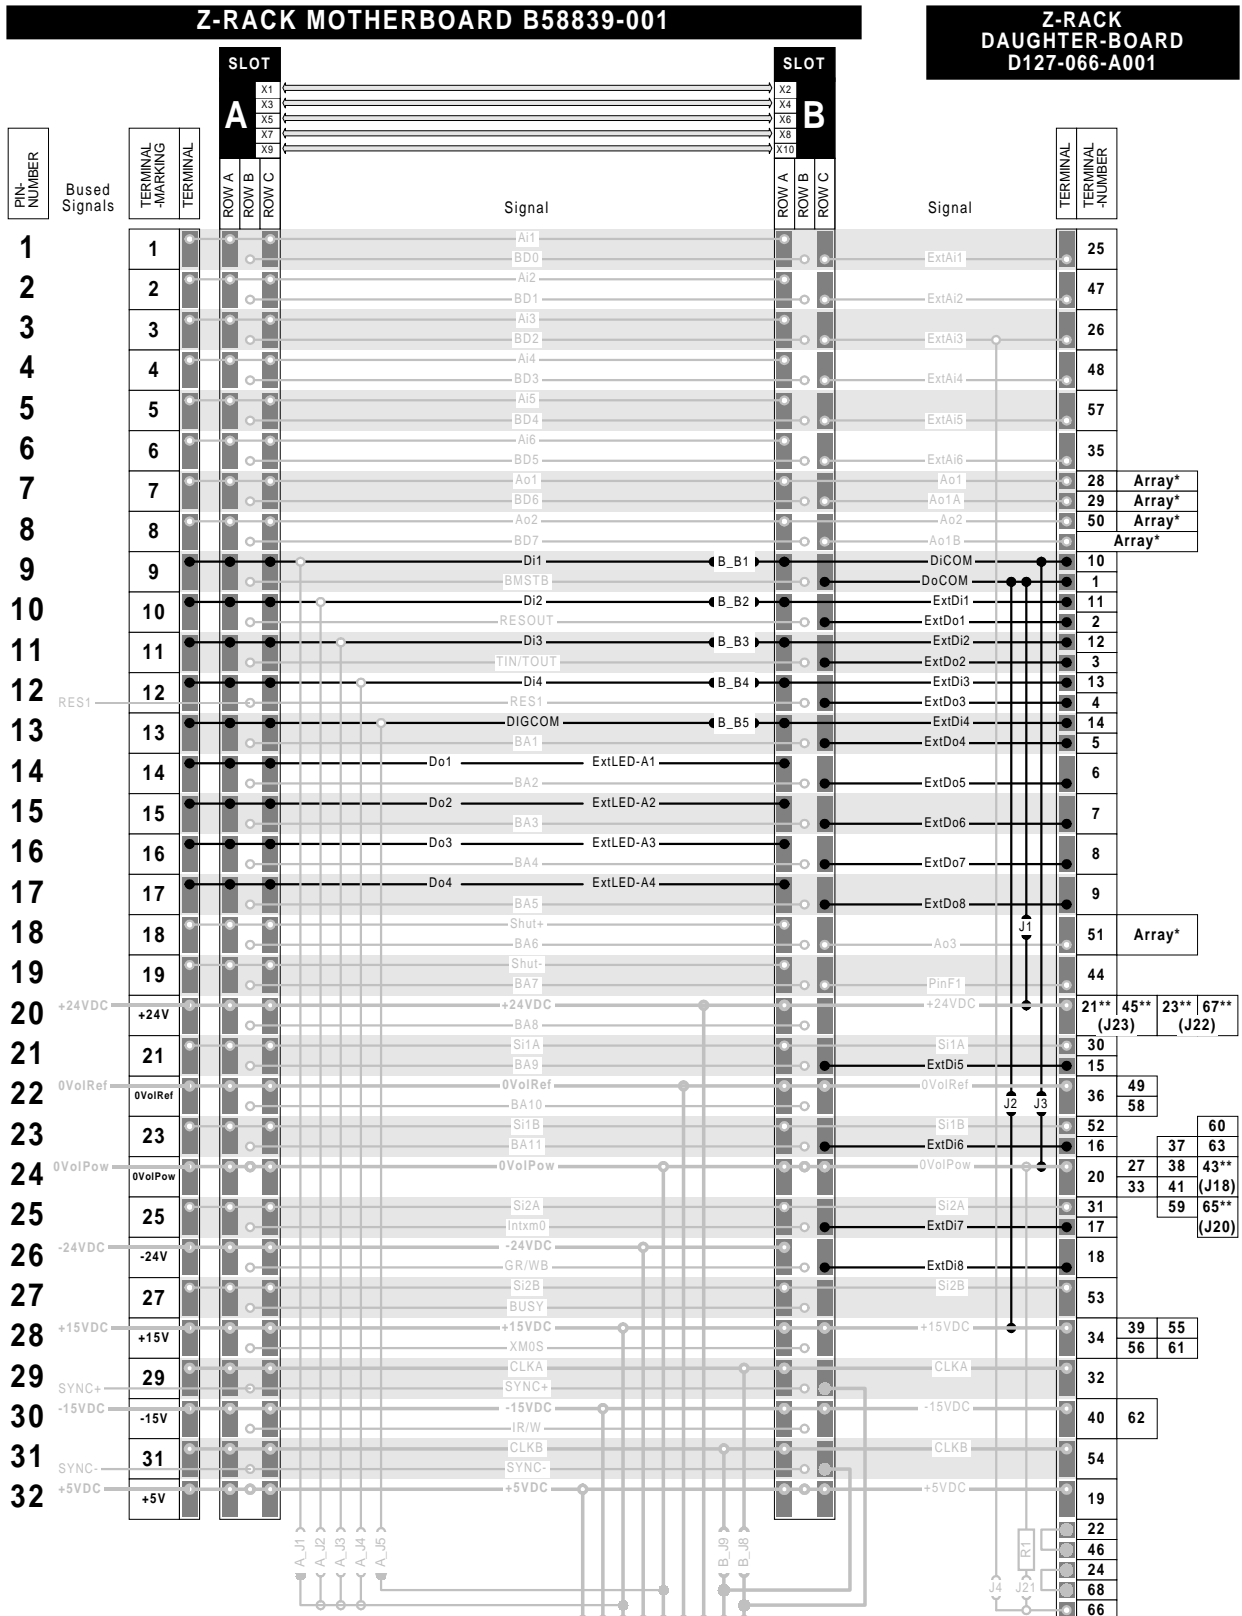 Z-RACK MOTHERBOARD B58839-001
Z-RACK
DAUGHTER-BOARD
D127-066-A001
SLOT
A
X1
X3
X5
X7
X9
SLOT
B
X2
X4
X6
X8
X10
PIN-
NUMBER
Bused
Signals
TERMINAL
-MARKING
TERMINAL
ROW A
ROW B
ROW C
Signal
ROW A
ROW B
ROW C
Signal
TERMINAL
TERMINAL
-NUMBER
1 1 Ai1 25
BD0 ExtAi1
2 2 Ai2 47
BD1 ExtAi2
3 3 Ai3 26
BD2 ExtAi3
4 4 Ai4 48
BD3 ExtAi4
5 5 Ai5 57
BD4 ExtAi5
6 6 Ai6 35
BD5 ExtAi6
7 7 Ao1 Ao1 28 Array*
BD6 Ao1A 29 Array*
8 8 Ao2 Ao2 50 Array*
BD7 Ao1B Array*
9 9 Di1 B_B1 DiCOM 10
BMSTB DoCOM 1
10 10 Di2 B_B2 ExtDi1 11
RESOUT ExtDo1 2
11 11 Di3 B_B3 ExtDi2 12
TIN/TOUT ExtDo2 3
12 12 Di4 B_B4 ExtDi3 13
RES1 RES1 ExtDo3 4
13 13 DIGCOM B_B5 ExtDi4 14
BA1 ExtDo4 5
14 14 Do1 ExtLED-A1 6
BA2 ExtDo5
15 15 Do2 ExtLED-A2 7
BA3 ExtDo6
16 16 Do3 ExtLED-A3 8
BA4 ExtDo7
17 17 Do4 ExtLED-A4 9
BA5 ExtDo8
18 18 Shut+ J1 51 Array*
BA6 Ao3
19 19 Shut- 44
BA7 PinF1
20 +24VDC +24V +24VDC +24VDC 21** 45** 23** 67**
BA8 (J23) (J22)
21 21 Si1A Si1A 30
BA9 ExtDi5 15
22 0VolRef 0VolRef 0VolRef 0VolRef 36 49
BA10 J2 J3 58
23 23 Si1B Si1B 52 60
BA11 ExtDi6 16 37 63
24 0VolPow 0VolPow 0VolPow 0VolPow 20 27 38 43**
33 41 (J18)
25 25 Si2A Si2A 31 59 65**
Intxm0 ExtDi7 17 (J20)
26 -24VDC -24V -24VDC 18
GR/WB ExtDi8
27 27 Si2B Si2B 53
BUSY
28 +15VDC +15V +15VDC +15VDC 34 39 55
XM0S 56 61
29 29 CLKA CLKA 32
SYNC+ SYNC+
30 -15VDC -15V -15VDC -15VDC 40 62
IR/W
31 31 CLKB CLKB 54
SYNC- SYNC-
32 +5VDC +5V +5VDC +5VDC 19
A_J1 A_J2 A_J3 A_J4 A_J5 B_J9 B_J8 R1 22
46
24
J4 J21 68
66